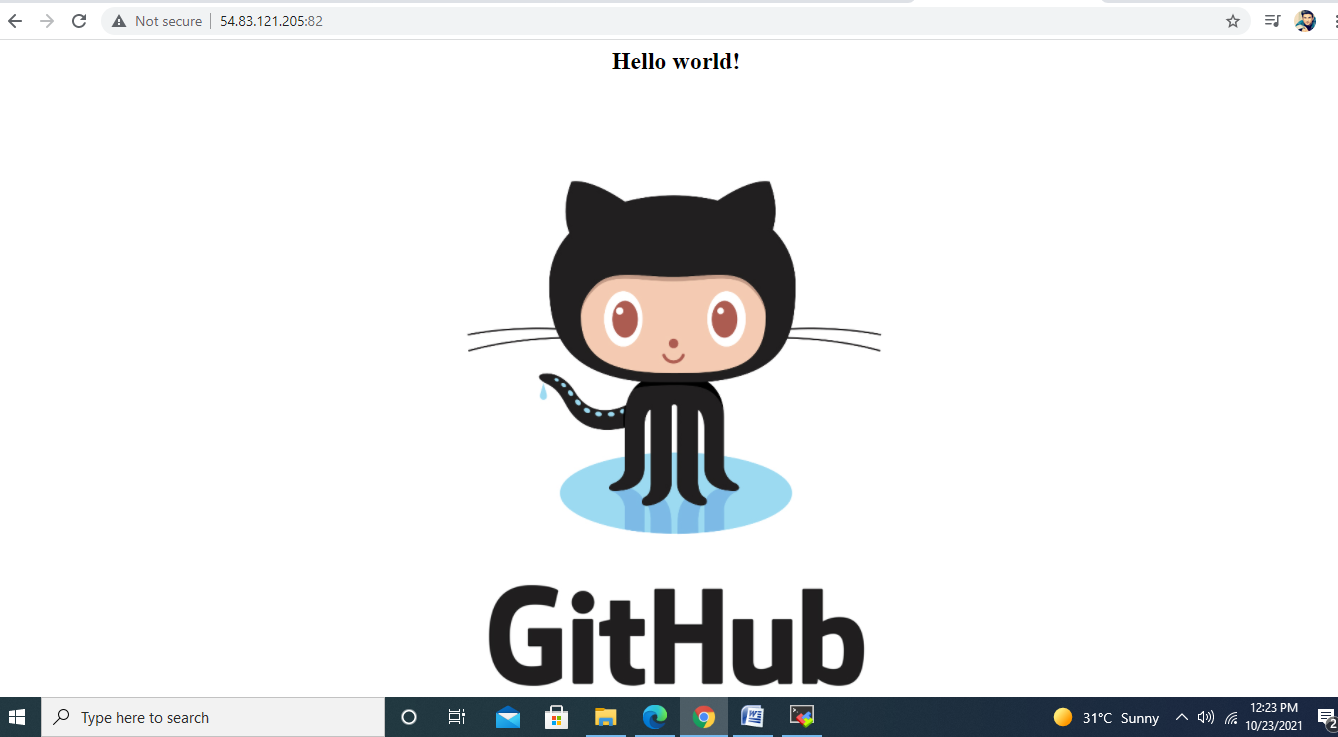 Not secure | 54.83.121.205:82
Hello world!
GitHub
Type here to search
31°C Sunny
12:23 PM
10/23/2021
2